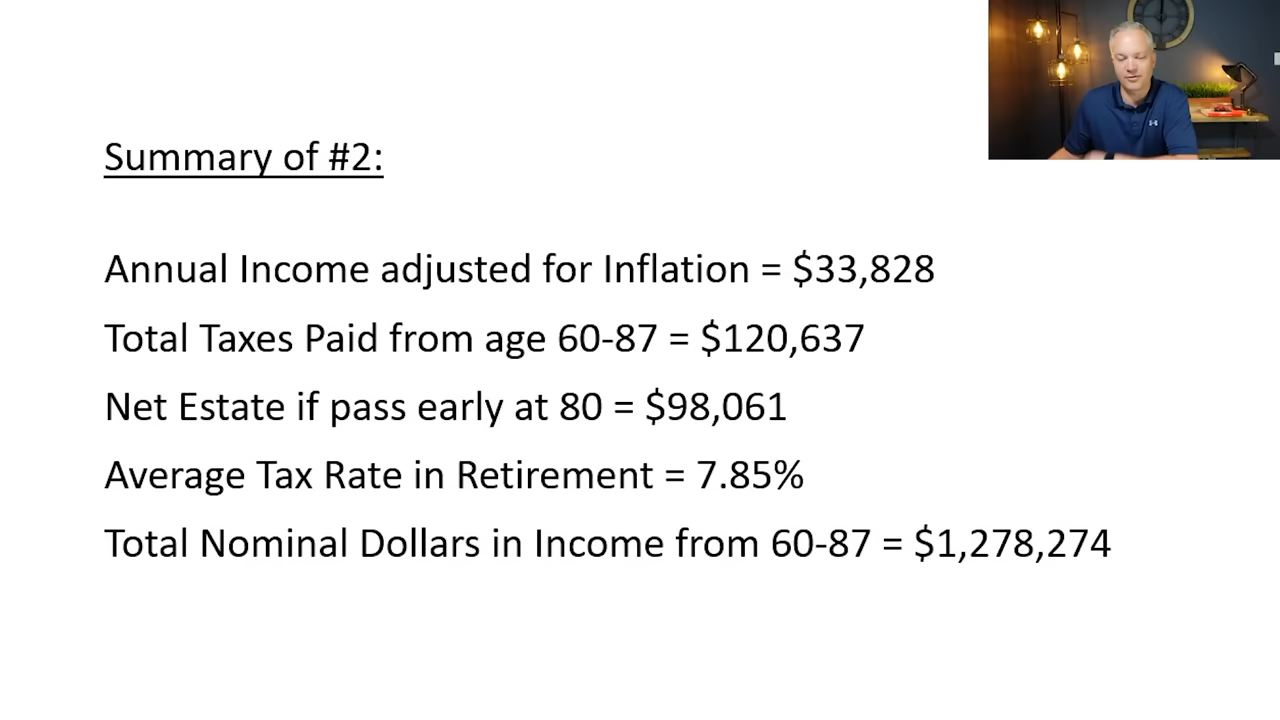 Summary of #2:
Annual Income adjusted for Inflation = $33,828
Total Taxes Paid from age 60-87 = $120,637
Net Estate if pass early at 80 = $98,061
Average Tax Rate in Retirement = 7.85%
Total Nominal Dollars in Income from 60-87 = $1,278,274